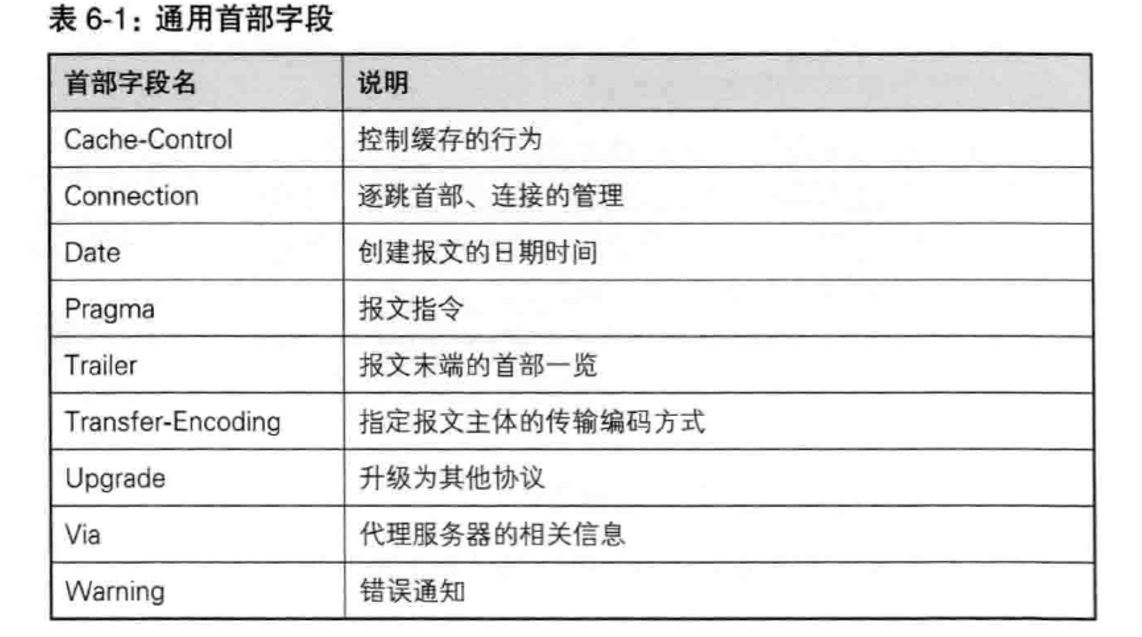 表 6-1：通用首部字段
首部字段名 说明
Cache-Control 控制缓存的行为
Connection 逐跳首部、连接的管理
Date 创建报文的日期时间
Pragma 报文指令
Trailer 报文末端的首部一览
Transfer-Encoding 指定报文主体的传输编码方式
Upgrade 升级为其他协议
Via 代理服务器的相关信息
Warning 错误通知